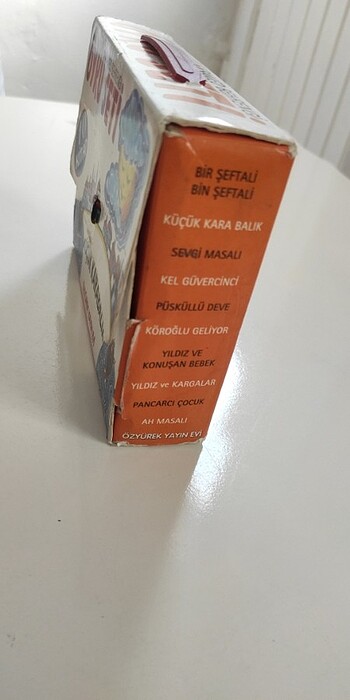 BİR ŞEFTALİ
BİN ŞEFTALİ
KÜÇÜK KARA BALIK
SEVGİ MASALI
KEL GÜVERCİNCİ
PÜSKÜLLÜ DEVE
KÖROĞLU GELİYOR
YILDIZ VE
KONUŞAN BEBEK
YILDIZ ve KARGALAR
PANCARCI ÇOCUK
AH MASALI
ÖZYÜREK YAYIN EVİ